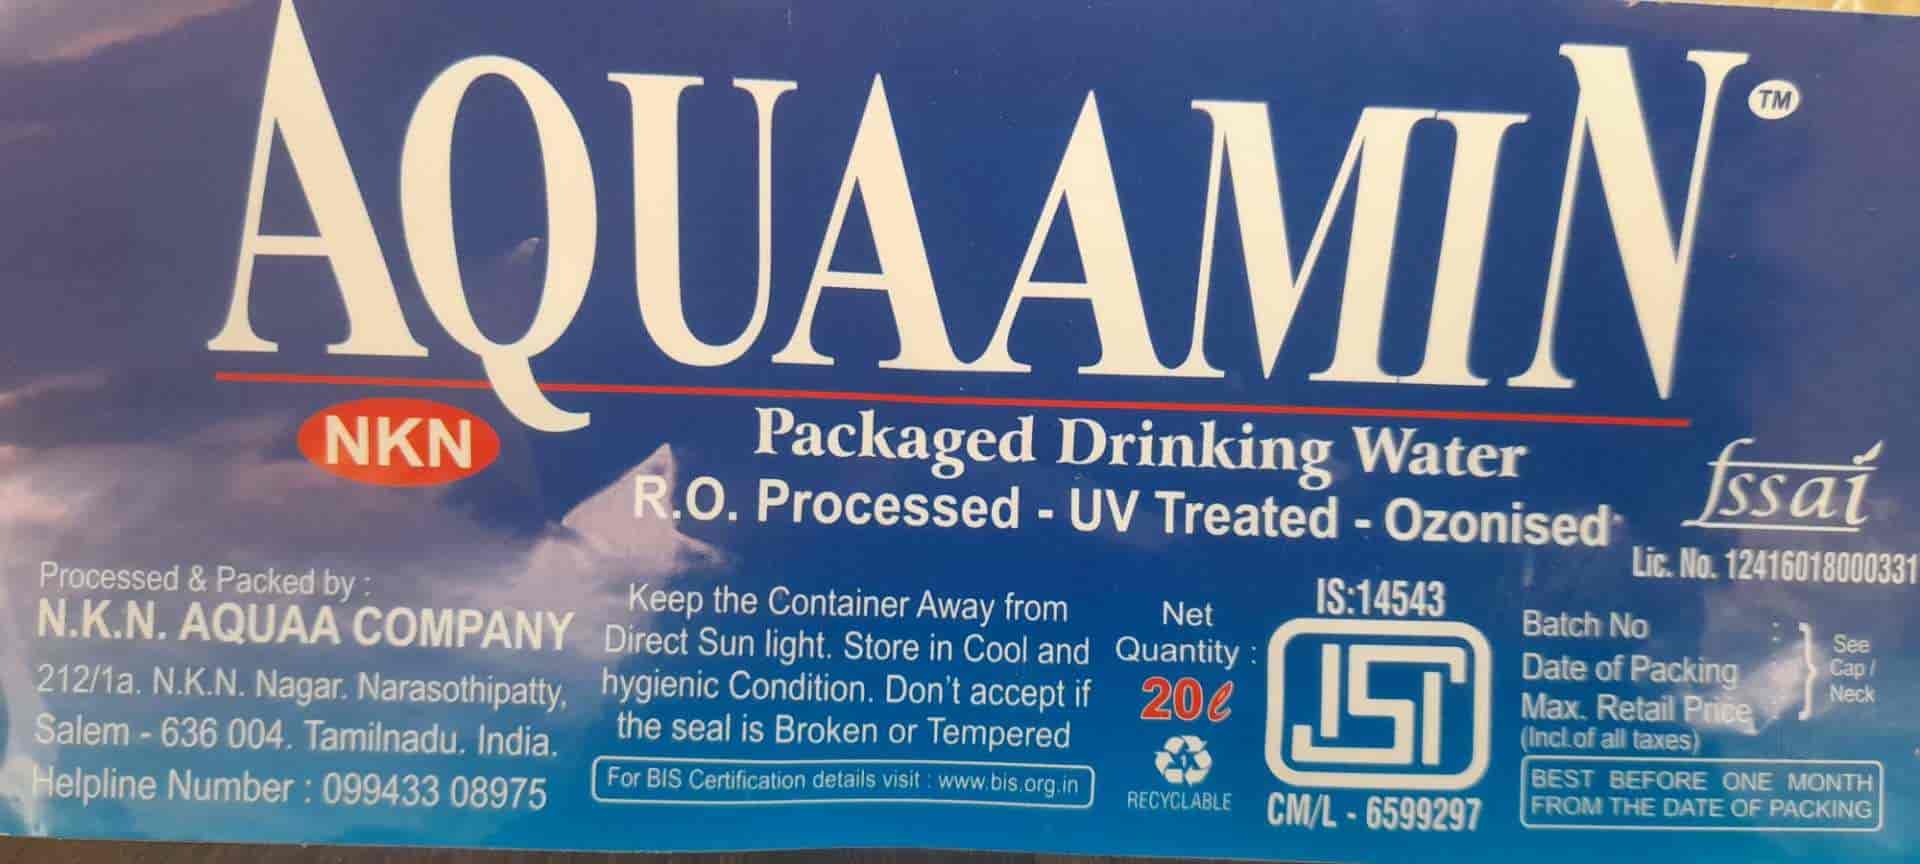 AQUAAMIN TM
NKN
Packaged Drinking Water
R.O. Processed - UV Treated - Ozonised
fssai
Lic. No. 12416018000331
Processed & Packed by :
N.K.N. AQUAA COMPANY
212/1a. N.K.N. Nagar. Narasothipatty,
Salem - 636 004. Tamilnadu. India.
Helpline Number : 099433 08975
Keep the Container Away from
Direct Sun light. Store in Cool and
hygienic Condition. Don't accept if
the seal is Broken or Tempered
For BIS Certification details visit : www.bis.org.in
Net
Quantity :
20ℓ
1
RECYCLABLE
IS:14543
ISI
CM/L - 6599297
Batch No :
Date of Packing :
Max. Retail Price :
(Incl.of all taxes)
See
Cap /
Neck
BEST BEFORE ONE MONTH
FROM THE DATE OF PACKING